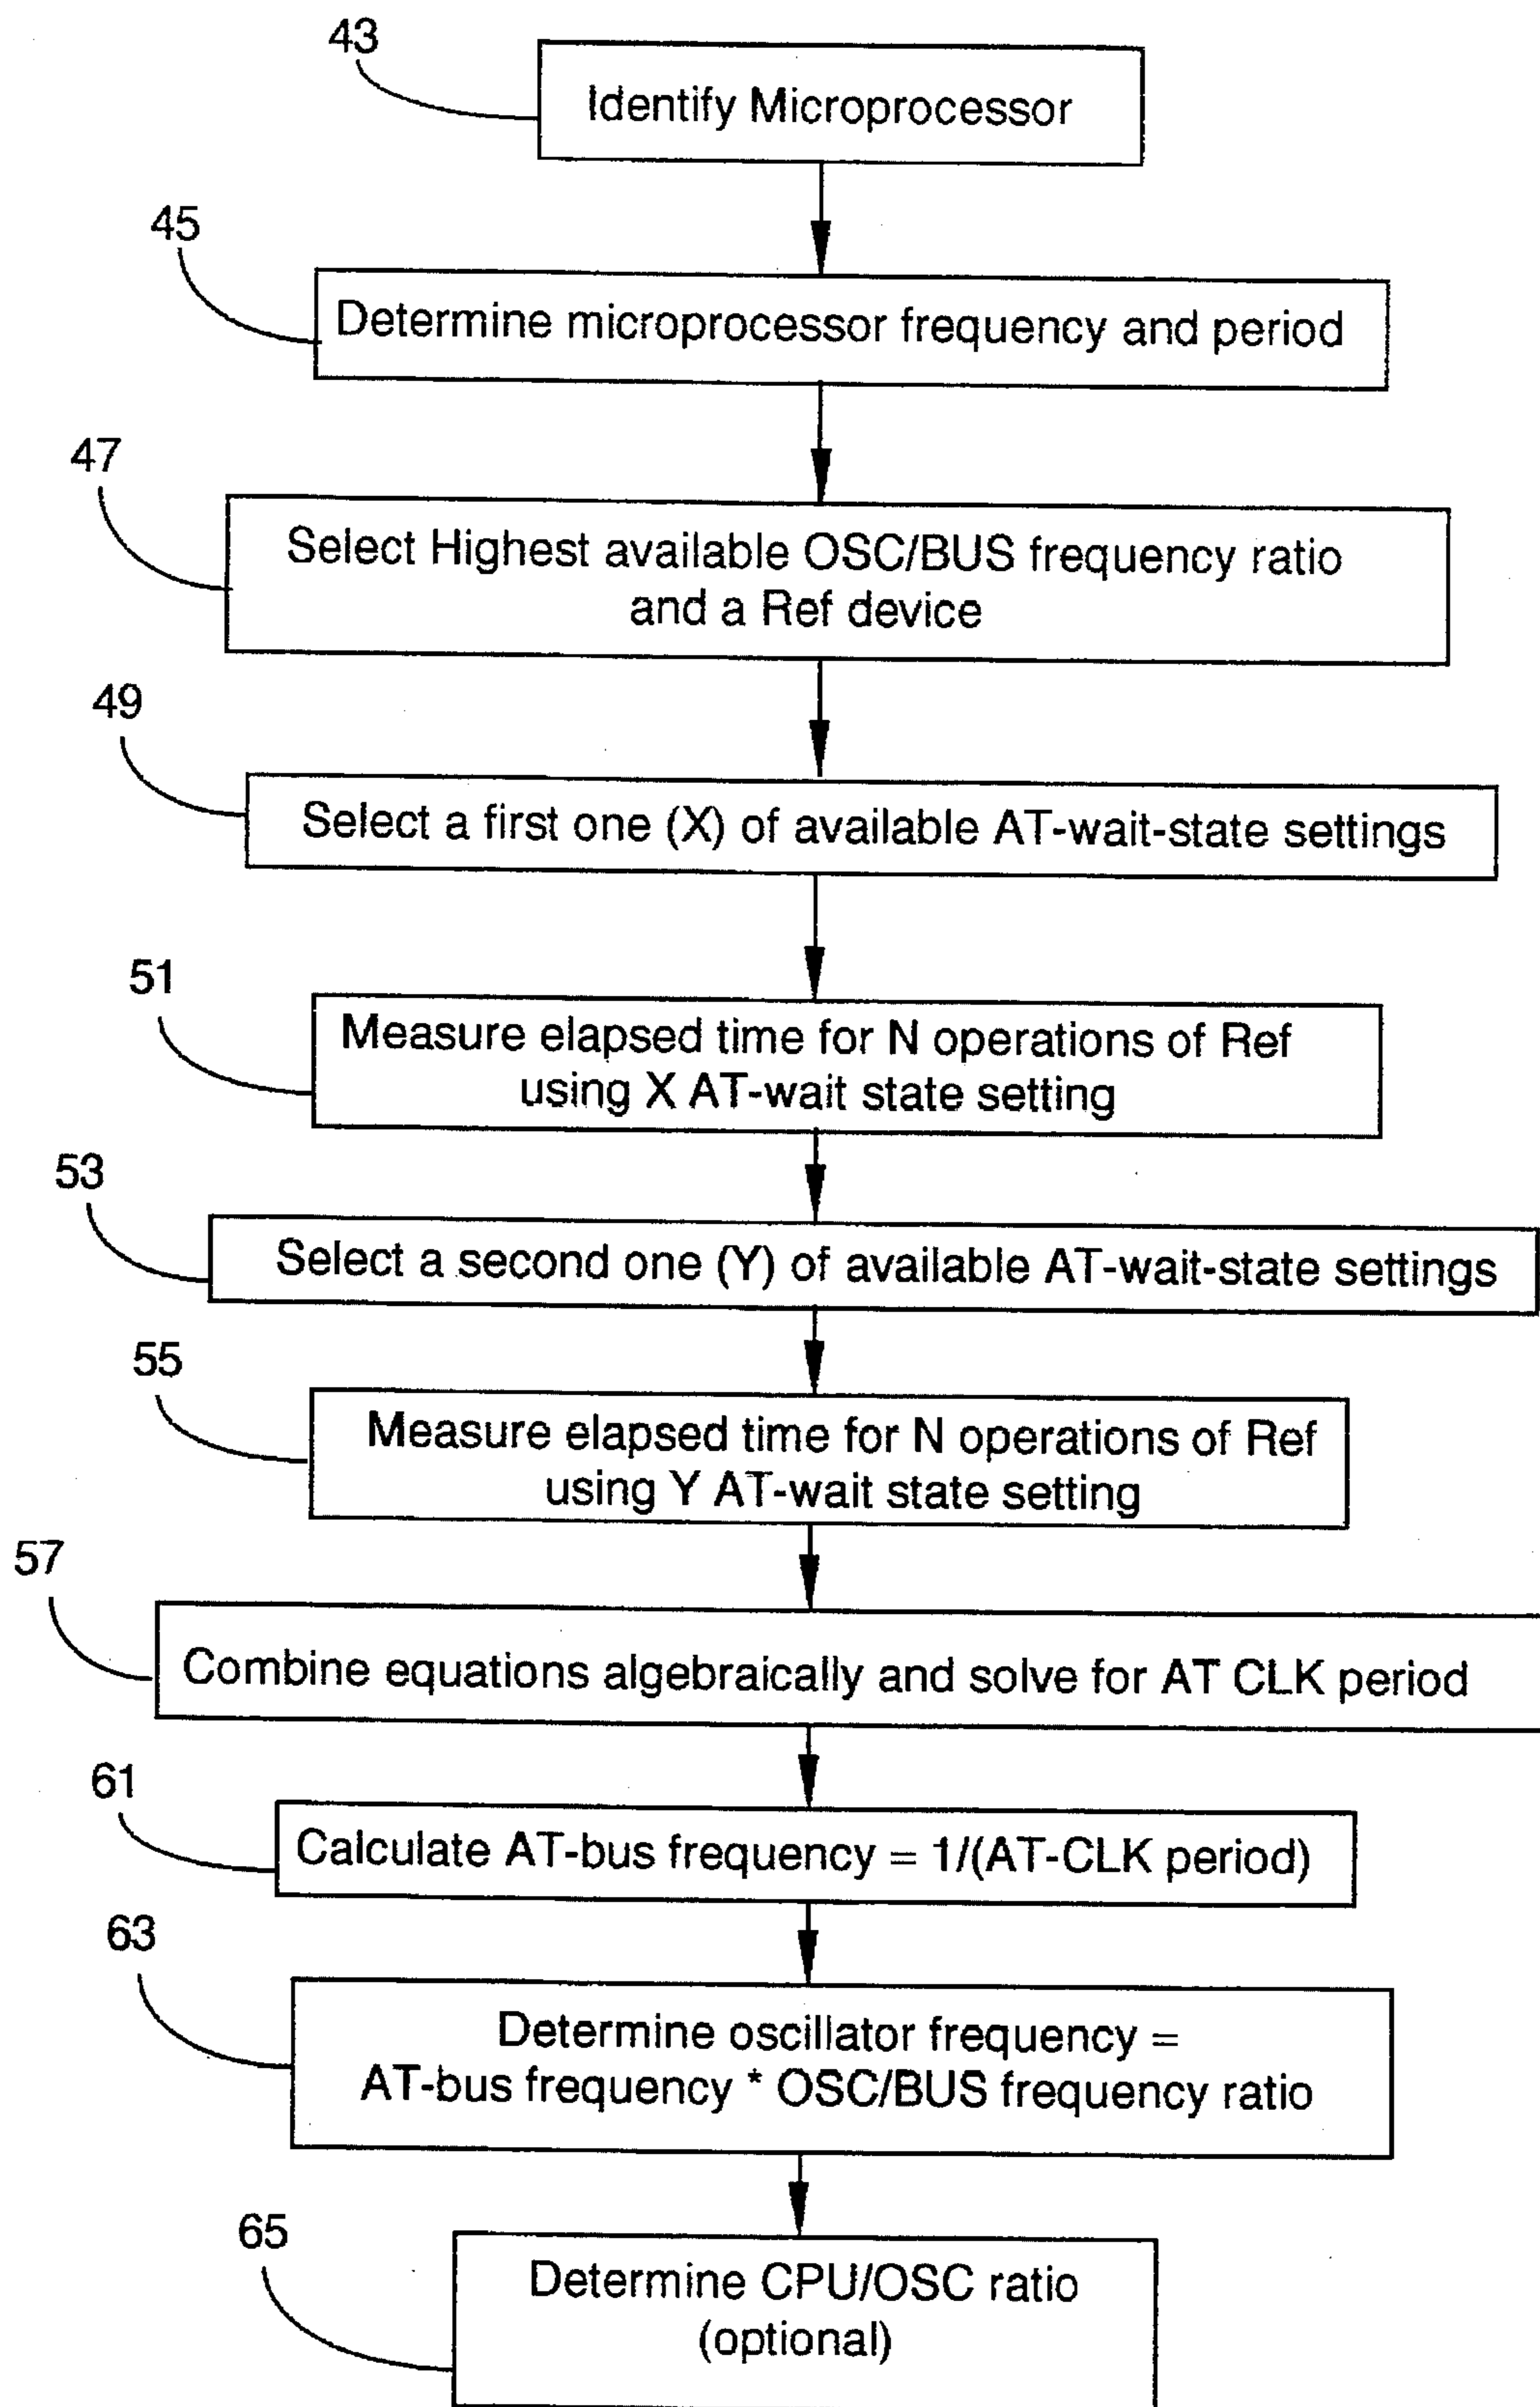 43
Identify Microprocessor
45
Determine microprocessor frequency and period
47
Select Highest available OSC/BUS frequency ratio
and a Ref device
49
Select a first one (X) of available AT-wait-state settings
51
Measure elapsed time for N operations of Ref
using X AT-wait state setting
53
Select a second one (Y) of available AT-wait-state settings
55
Measure elapsed time for N operations of Ref
using Y AT-wait state setting
57
Combine equations algebraically and solve for AT CLK period
61
Calculate AT-bus frequency = 1/(AT-CLK period)
63
Determine oscillator frequency =
AT-bus frequency * OSC/BUS frequency ratio
65
Determine CPU/OSC ratio
(optional)